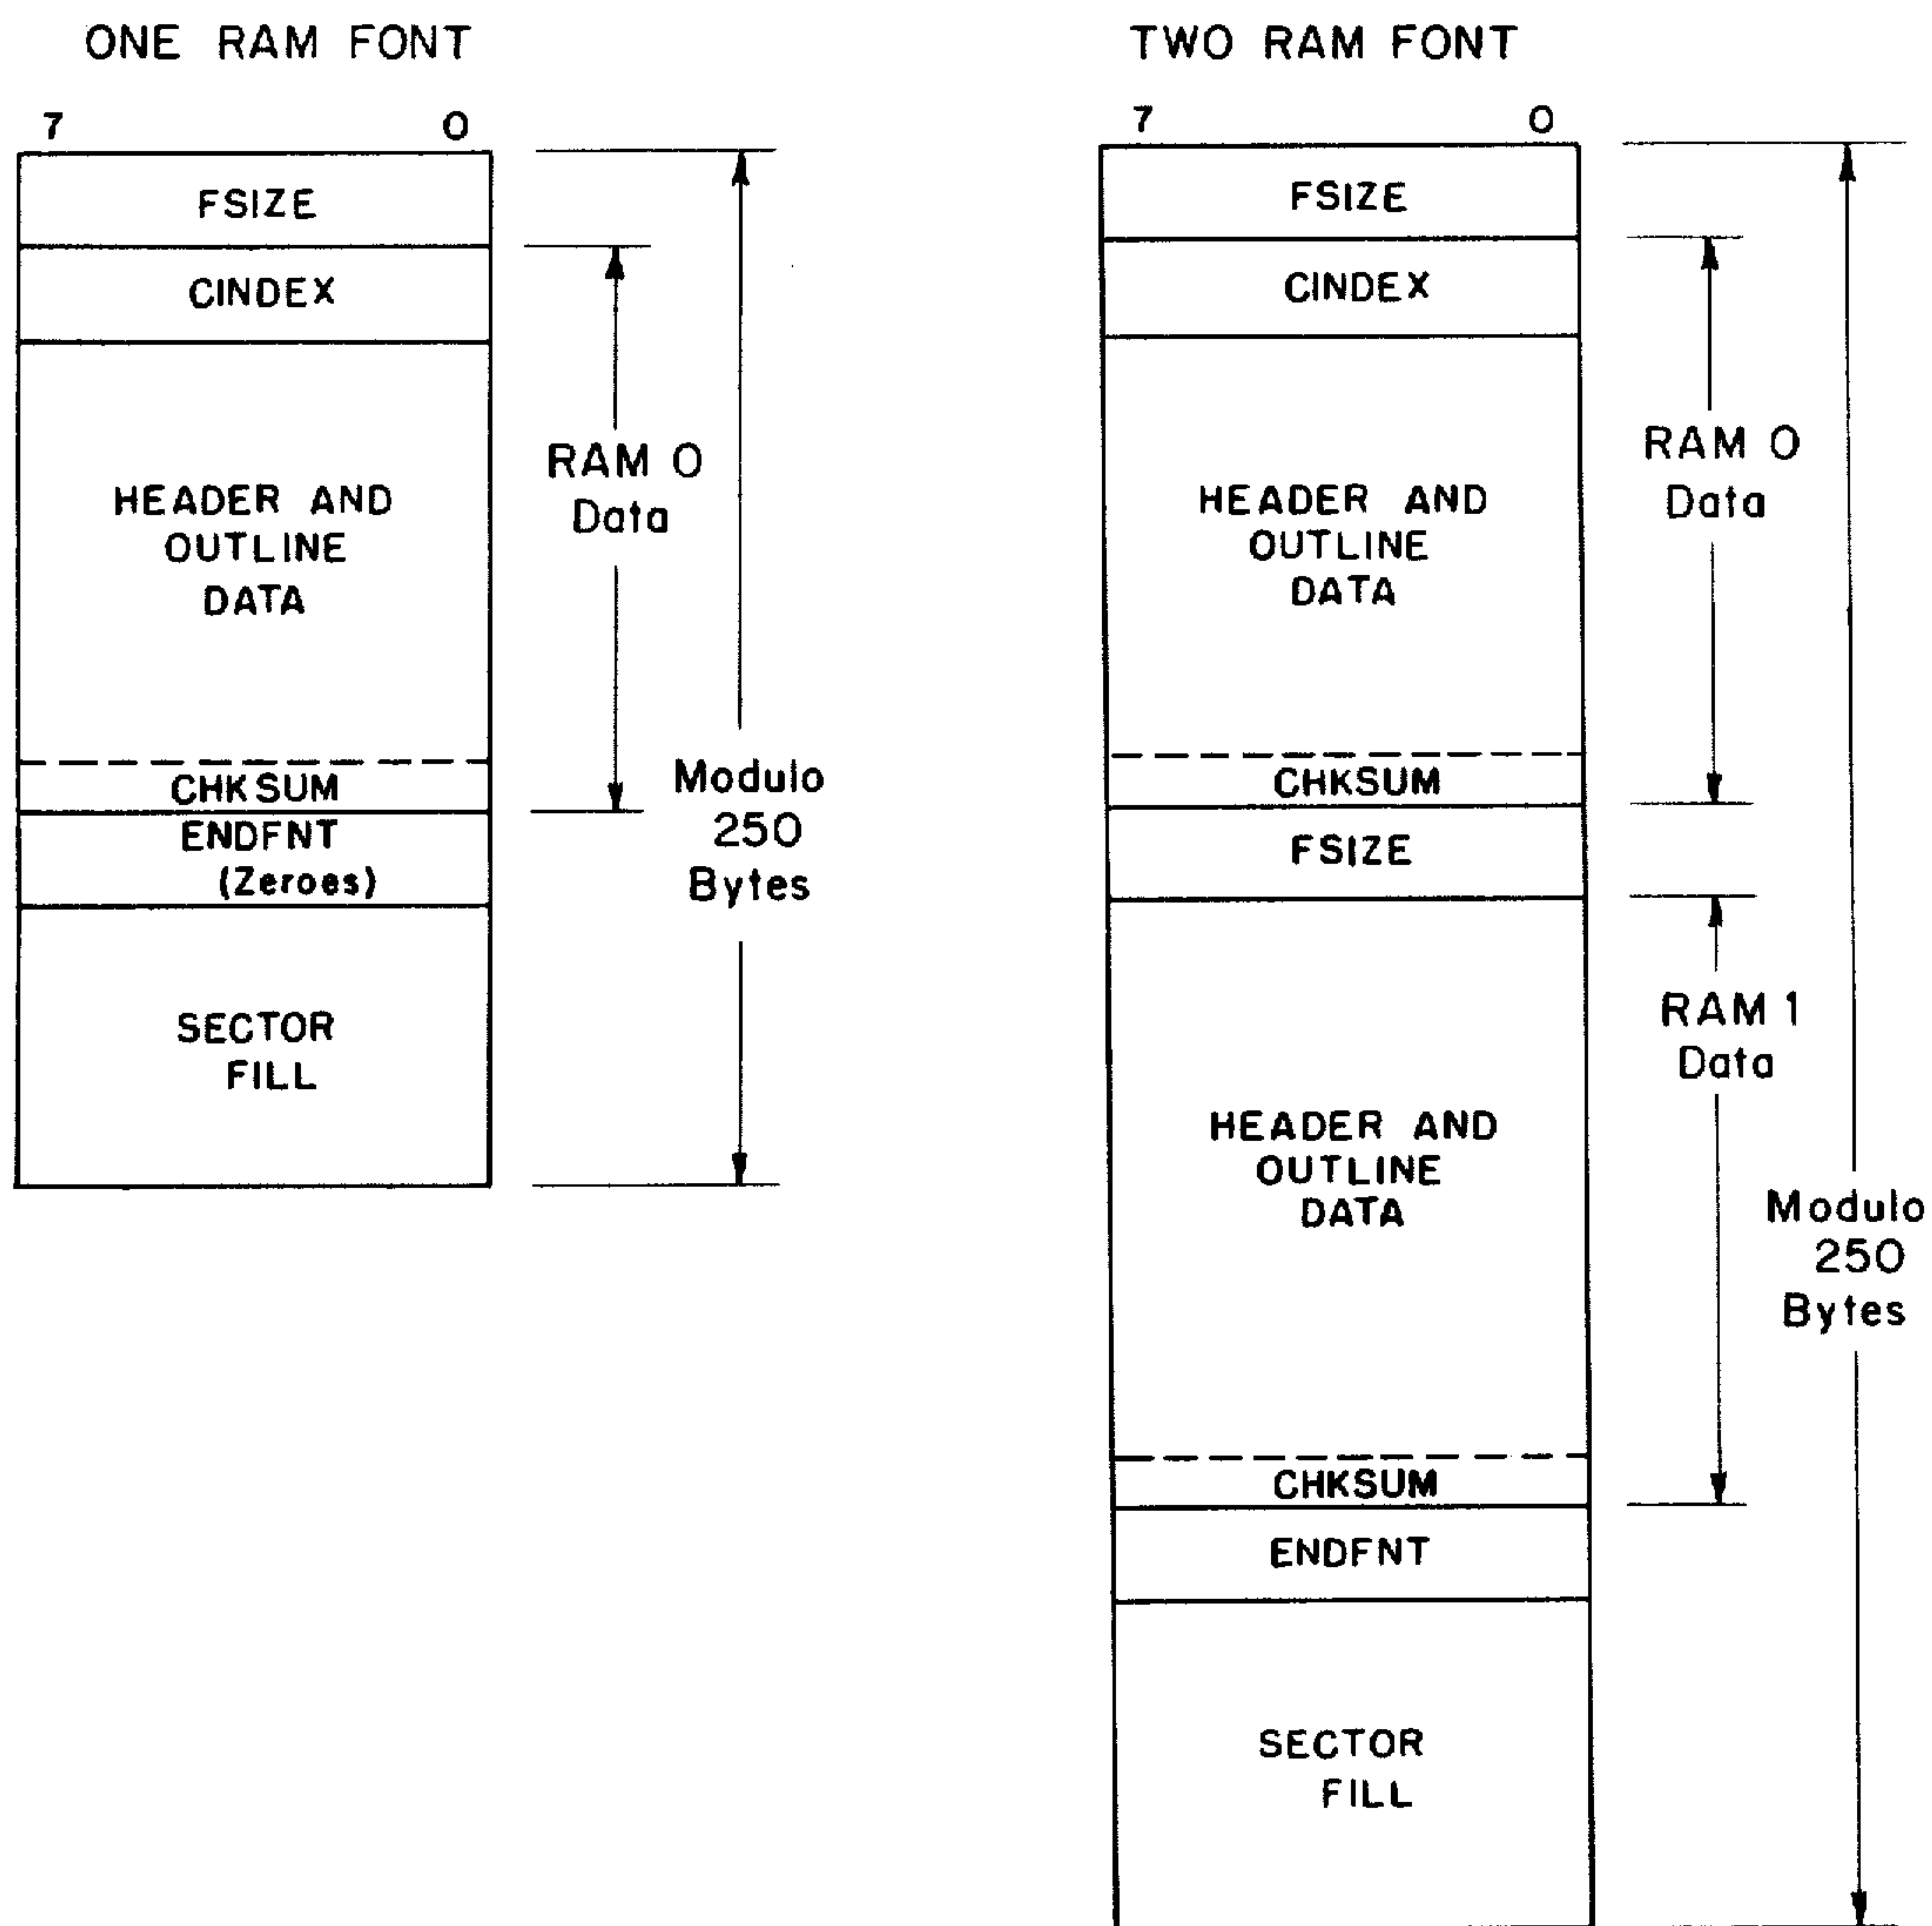 ONE RAM FONT
7 0
FSIZE
CINDEX
HEADER AND
OUTLINE
DATA
CHKSUM
ENDFNT
(Zeroes)
SECTOR
FILL
RAM 0
Data
Modulo
250
Bytes
TWO RAM FONT
7 0
FSIZE
CINDEX
HEADER AND
OUTLINE
DATA
CHKSUM
FSIZE
HEADER AND
OUTLINE
DATA
CHKSUM
ENDFNT
SECTOR
FILL
RAM 0
Data
RAM 1
Data
Modulo
250
Bytes